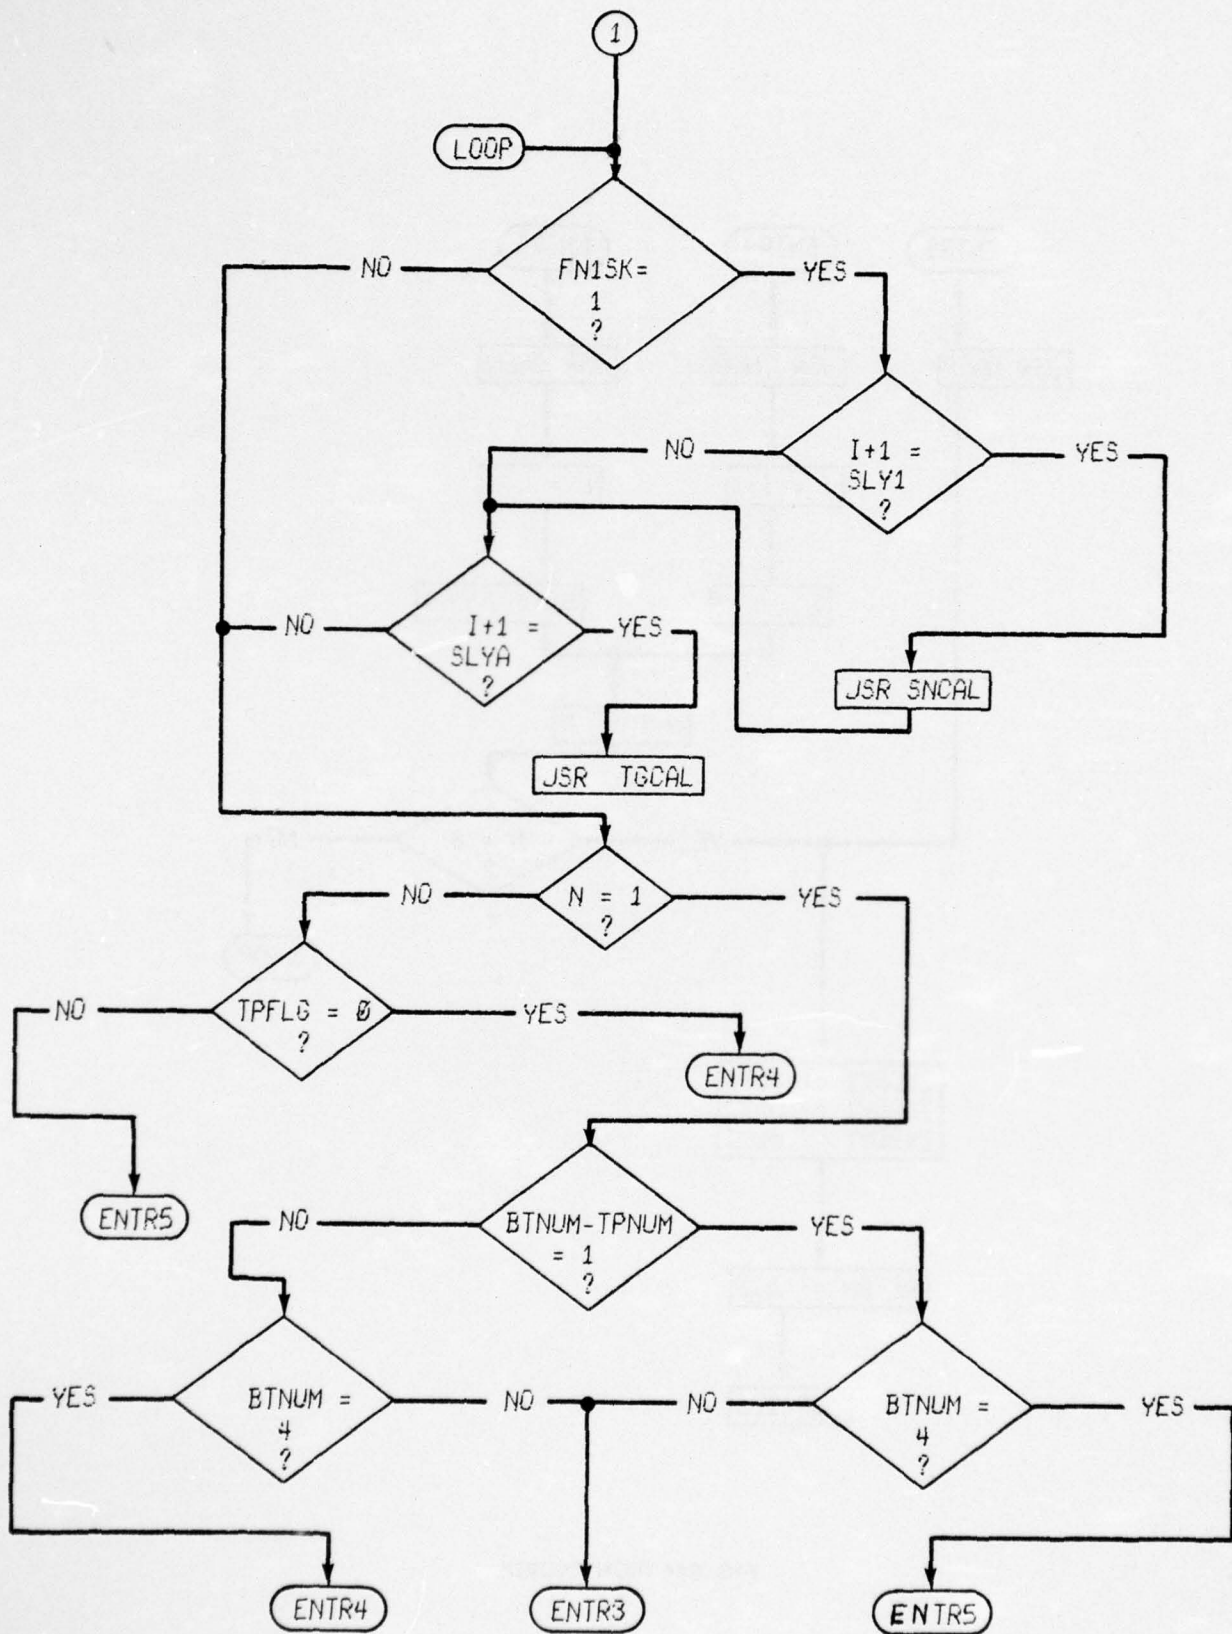 1
LOOP
NO
FN1SK=
1
?
YES
NO
I+1 =
SLY1
?
YES
NO
I+1 =
SLYA
?
YES
JSR SNCAL
JSR TGCAL
NO
N = 1
?
YES
NO
TPFLG = 0
?
YES
ENTR4
ENTR5
NO
BTNUM-TPNUM
= 1
?
YES
YES
BTNUM =
4
?
NO
NO
BTNUM =
4
?
YES
ENTR4
ENTR3
ENTR5